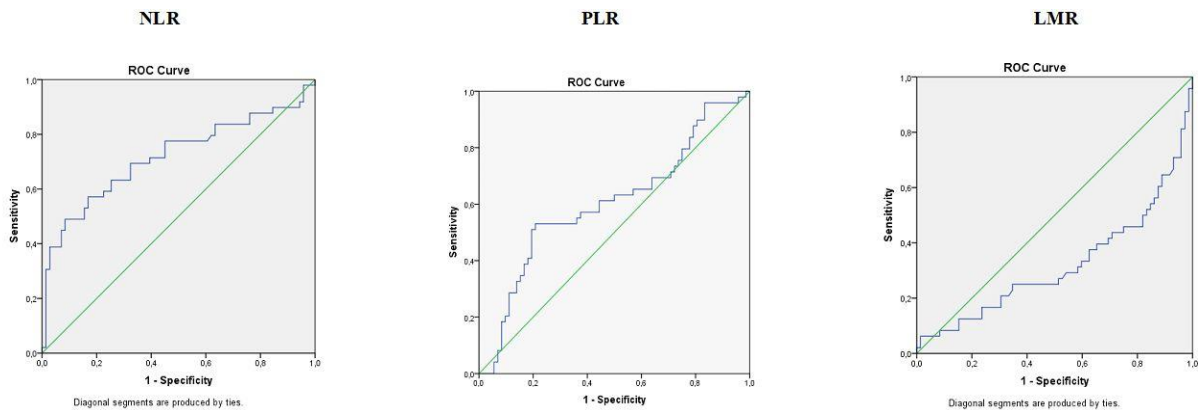 NLR
ROC Curve
Sensitivity
1,0
0,8
0,6
0,4
0,2
0,0
0,0 0,2 0,4 0,6 0,8 1,0
1 - Specificity
Diagonal segments are produced by ties.
PLR
ROC Curve
Sensitivity
1,0
0,8
0,6
0,4
0,2
0,0
0,0 0,2 0,4 0,6 0,8 1,0
1 - Specificity
LMR
ROC Curve
Sensitivity
1,0
0,8
0,6
0,4
0,2
0,0
0,0 0,2 0,4 0,6 0,8 1,0
1 - Specificity
Diagonal segments are produced by ties.